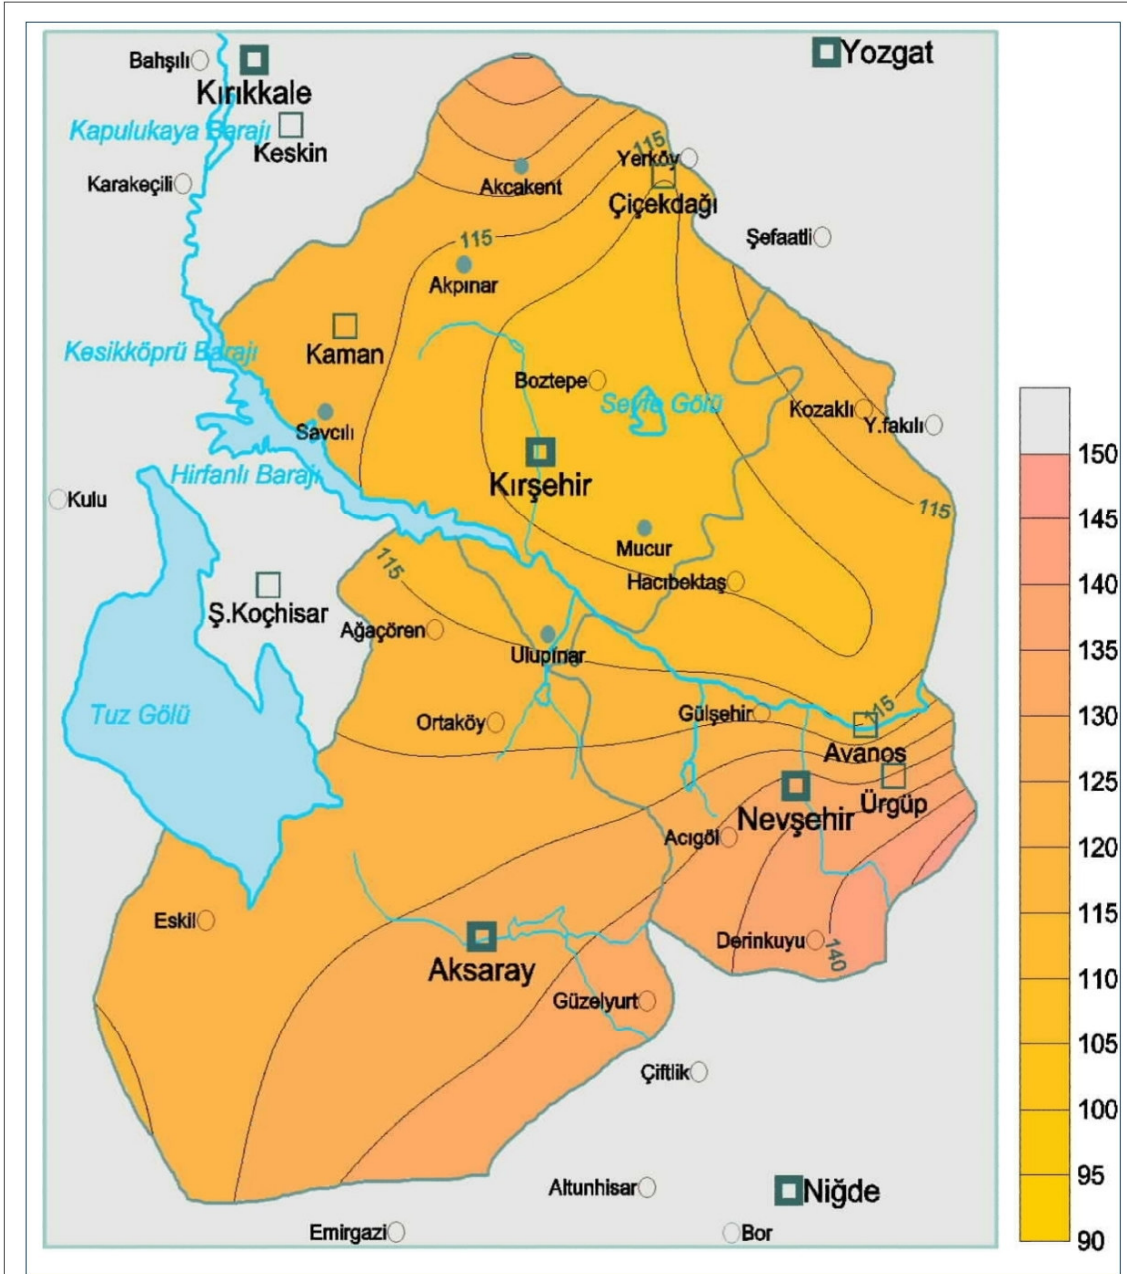 Yozgat
Bahşılı
Kırıkkale
Kapulukaya Barajı
Keskin
115
Yerköy
Karakeçili
Akcakent
Çiçekdağı
Şefaatli
115
Akpınar
Kesikköprü Barajı
Kaman
Boztepe
Seyfe Gölü
Kozaklı
Y.fakılı
Savcılı
150
Hirfanlı Barajı
Kırşehir
Kulu
115
145
Mucur
115
Hacıbektaş
140
Ş.Koçhisar
Ağaçören
Ulupınar
135
Tuz Gölü
Ortaköy
Gülşehir
115
130
Avanos
125
Nevşehir
Ürgüp
Acıgöl
120
Eskil
115
Derinkuyu
140
Aksaray
110
Güzelyurt
105
Çiftlik
100
Altunhisar
Niğde
95
Emirgazi
Bor
90